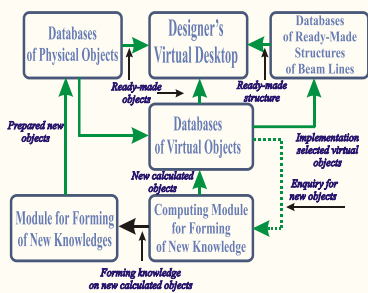 Databases
of Physical Objects
Designer's
Virtual Desktop
Databases
of Ready-Made
Structures
of Beam Lines
Ready-made
objects
Ready-made
structure
Prepared new
objects
Databases
of Virtual Objects
Implementation
selected virtual
objects
New calculated
objects
Enquiry for
new objects
Module for Forming
of New Knowledges
Computing Module
for Forming
of New Knowledge
Forming knowledge
on new calculated objects